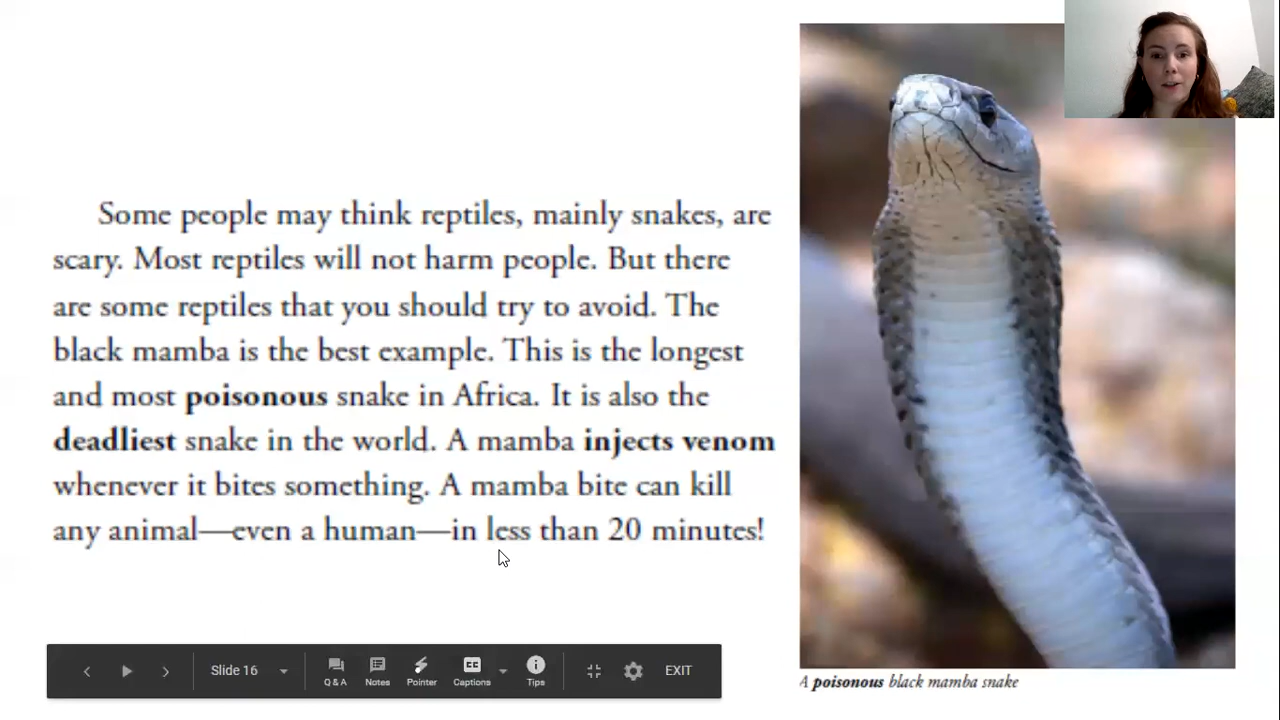 Some people may think reptiles, mainly snakes, are
scary. Most reptiles will not harm people. But there
are some reptiles that you should try to avoid. The
black mamba is the best example. This is the longest
and most poisonous snake in Africa. It is also the
deadliest snake in the world. A mamba injects venom
whenever it bites something. A mamba bite can kill
any animal—even a human—in less than 20 minutes!
A poisonous black mamba snake
Slide 16
Q & A
Notes
Pointer
CC
Captions
Tips
EXIT